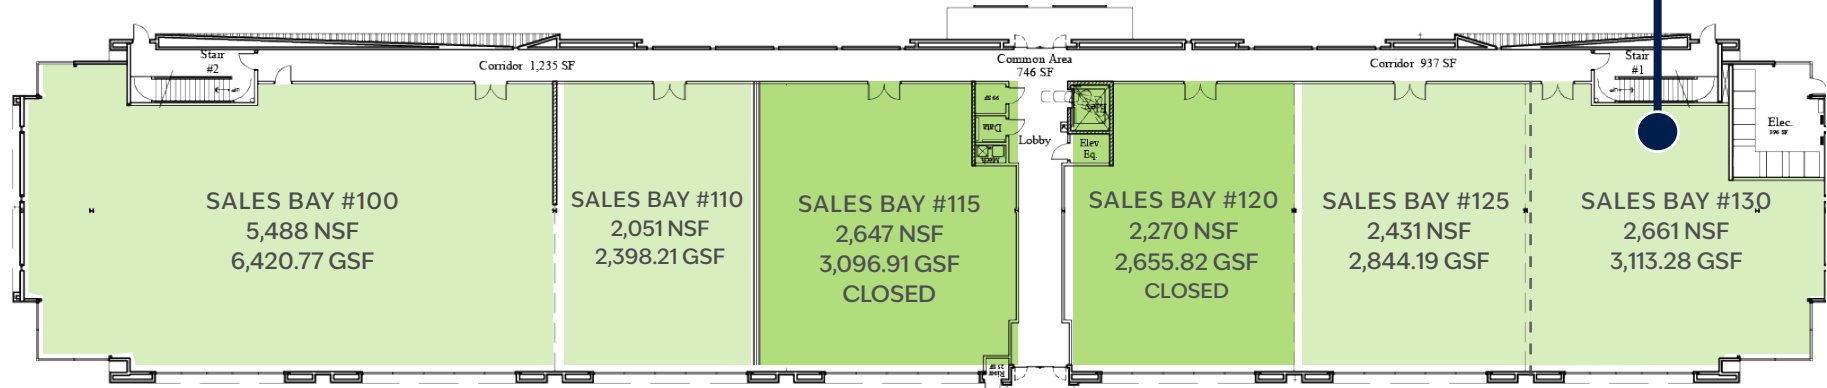 Stair
#2
Corridor 1,235 SF
Common Area
746 SF
Corridor 937 SF
Stair
#1
Data
Mech
Lobby
Elev.
Elev.
Eq.
Elec.
SALES BAY #100
5,488 NSF
6,420.77 GSF
SALES BAY #110
2,051 NSF
2,398.21 GSF
SALES BAY #115
2,647 NSF
3,096.91 GSF
CLOSED
SALES BAY #120
2,270 NSF
2,655.82 GSF
CLOSED
SALES BAY #125
2,431 NSF
2,844.19 GSF
SALES BAY #130
2,661 NSF
3,113.28 GSF